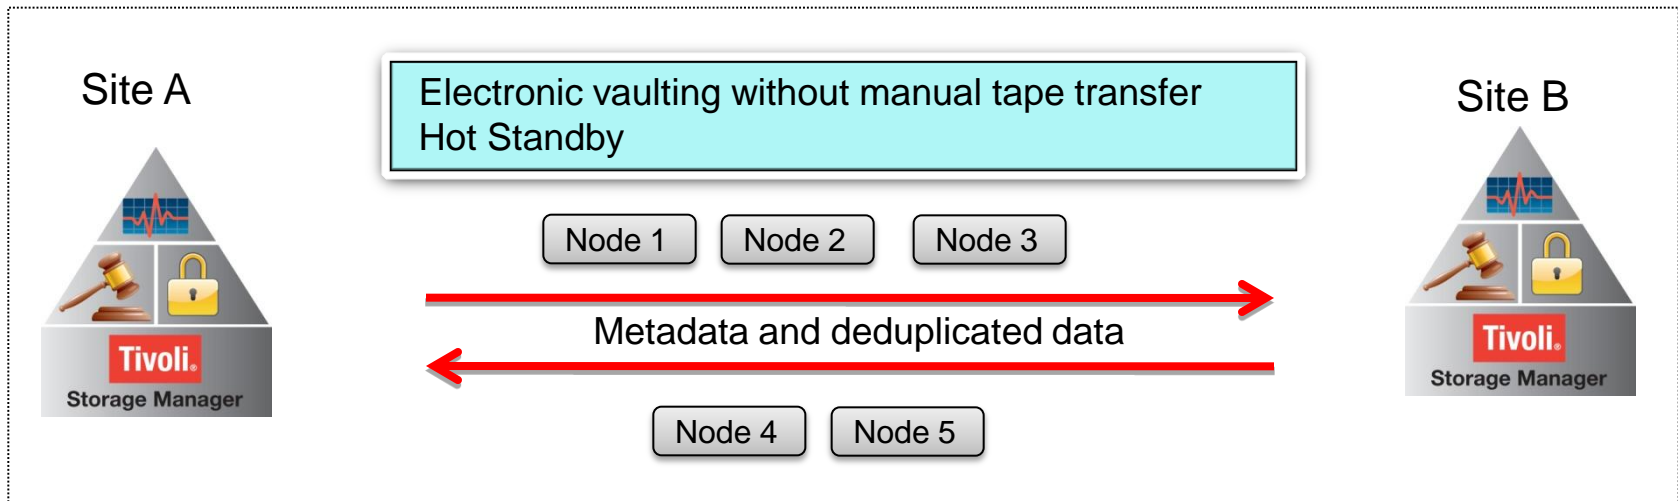 Site A
Electronic vaulting without manual tape transfer
Hot Standby
Site B
Node 1
Node 2
Node 3
Metadata and deduplicated data
Node 4
Node 5
Tivoli®
Storage Manager
Tivoli®
Storage Manager